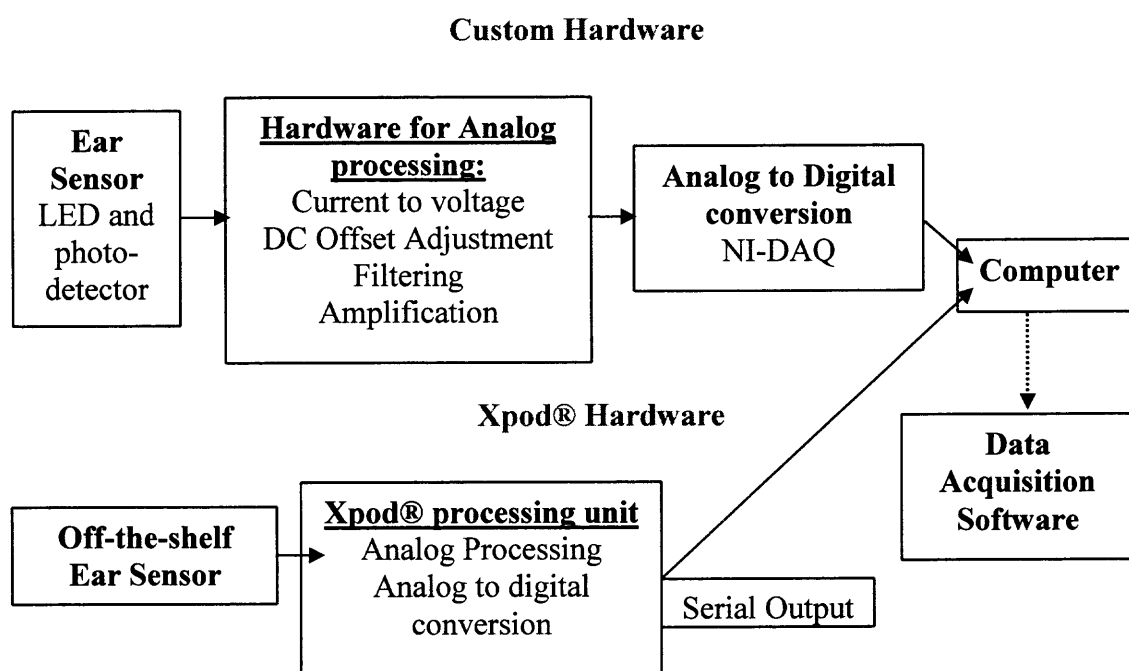 Custom Hardware
Ear
Sensor
LED and
photo-
detector
Hardware for Analog
processing:
Current to voltage
DC Offset Adjustment
Filtering
Amplification
Analog to Digital
conversion
NI-DAQ
Computer
Xpod® Hardware
Data
Acquisition
Software
Off-the-shelf
Ear Sensor
Xpod® processing unit
Analog Processing
Analog to digital
conversion
Serial Output